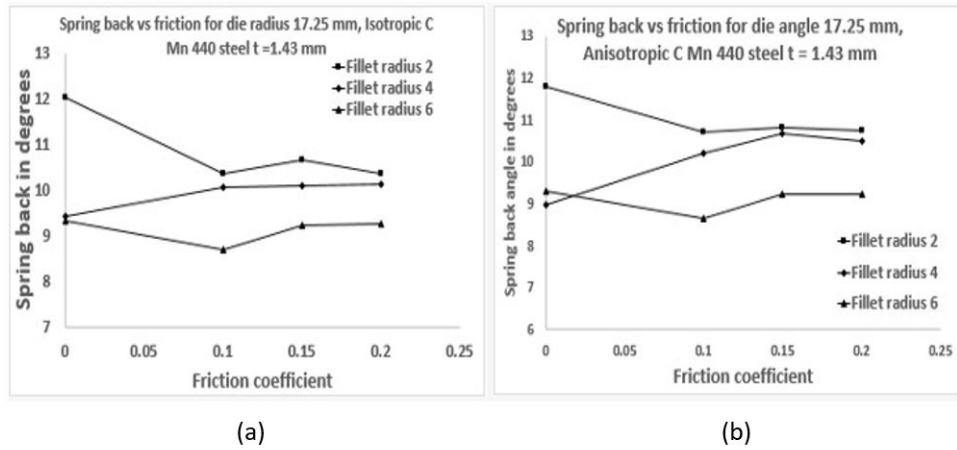 Spring back vs friction for die radius 17.25 mm, Isotropic C
Mn 440 steel t =1.43 mm
Fillet radius 2
Fillet radius 4
Fillet radius 6
Spring back in degrees
13
12
11
10
9
8
7
0
0.05
0.1
0.15
0.2
0.25
Friction coefficient
(a)
Spring back vs friction for die angle 17.25 mm,
Anisotropic C Mn 440 steel t = 1.43 mm
Spring back angle in degrees
13
12
11
10
9
8
7
6
Fillet radius 2
Fillet radius 4
Fillet radius 6
0
0.05
0.1
0.15
0.2
0.25
Friction coefficient
(b)